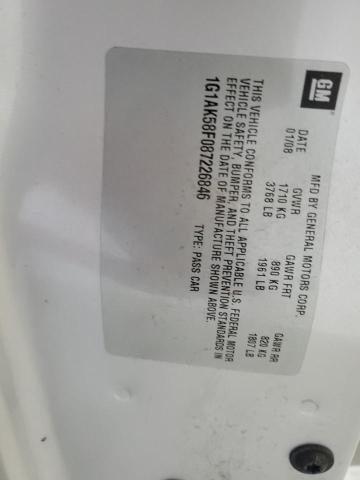 GM
MFD BY GENERAL MOTORS CORP.
DATE GVWR GAWR FRT GAWR RR
01/08 1710 KG 890 KG 820 KG
3768 LB 1961 LB 1807 LB
THIS VEHICLE CONFORMS TO ALL APPLICABLE U.S. FEDERAL MOTOR
VEHICLE SAFETY, BUMPER, AND THEFT PREVENTION STANDARDS IN
EFFECT ON THE DATE OF MANUFACTURE SHOWN ABOVE.
1G1AK58F087226846 TYPE: PASS CAR